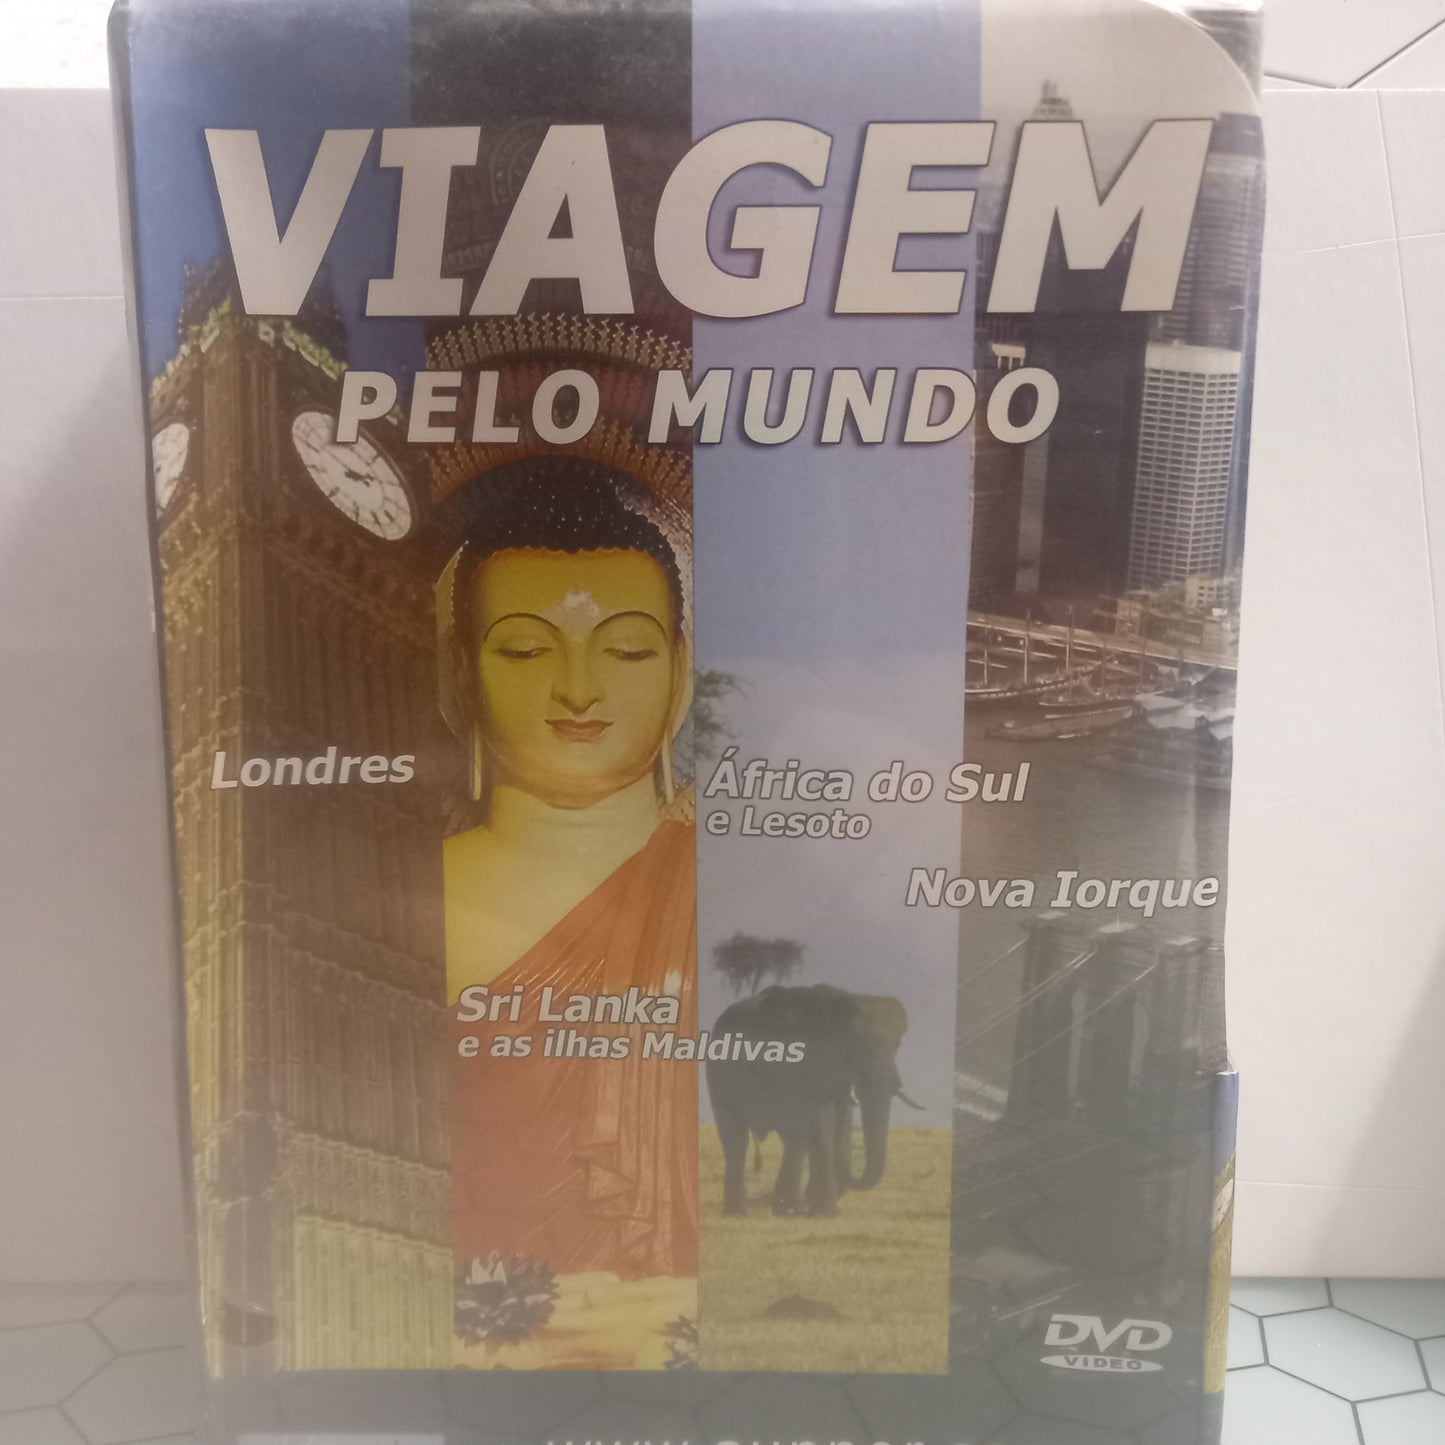 VIAGEM
PELO MUNDO
Londres
África do Sul
e Lesoto
Nova Iorque
Sri Lanka
e as ilhas Maldivas
DVD
VIDEO